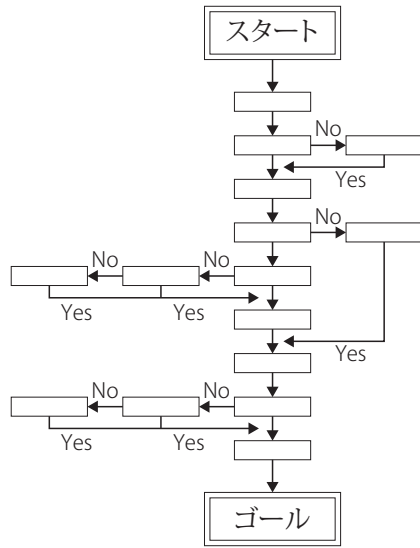 スタート
No
Yes
No
No
No
Yes
Yes
Yes
No
No
Yes
Yes
ゴール